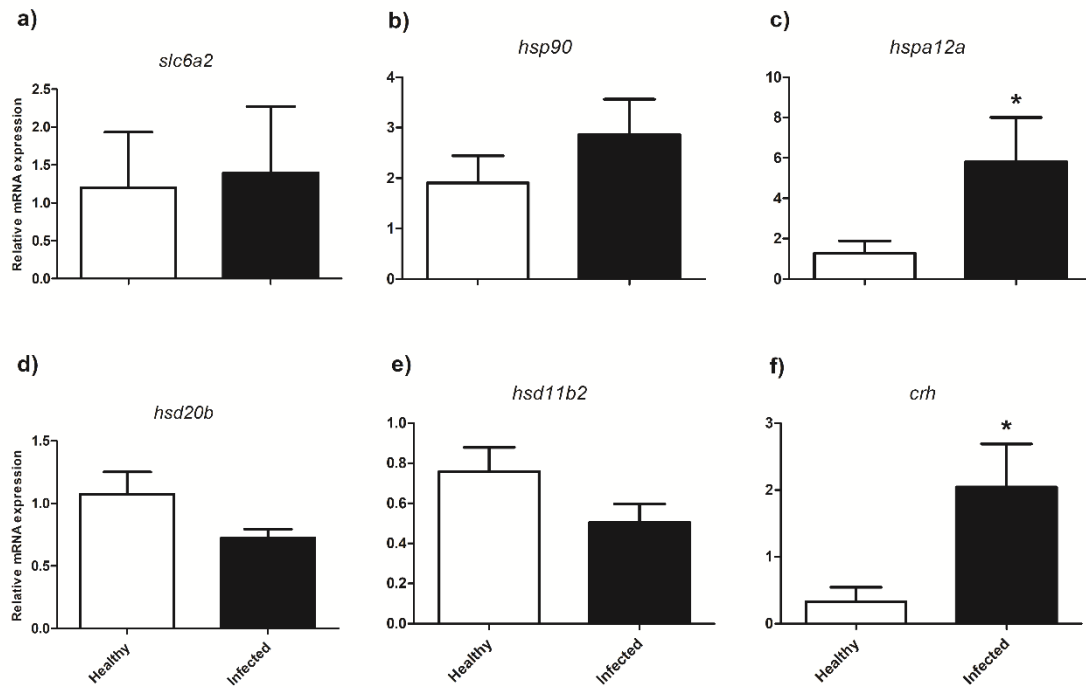 a)
slc6a2
Relative mRNA expression
2.5
2.0
1.5
1.0
0.5
0.0
b)
hsp90
4
3
2
1
0
c)
hspa12a
10
8
6
4
2
0
*
d)
hsd20b
Relative mRNA expression
1.5
1.0
0.5
0.0
Healthy
Infected
e)
hsd11b2
1.0
0.8
0.6
0.4
0.2
0.0
Healthy
Infected
f)
crh
3
2
1
0
*
Healthy
Infected